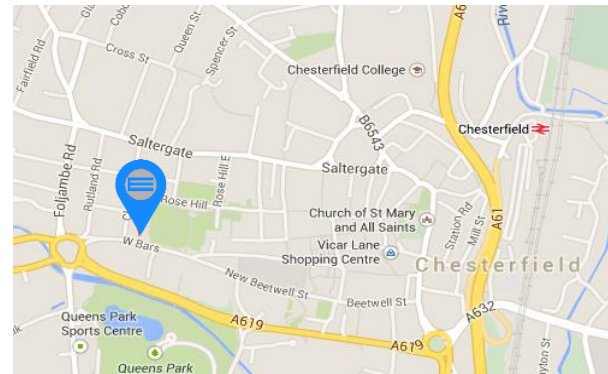 Cross St
Queen St
Spencer St
Fairfield Rd
Chesterfield College
B6543
A61
Chesterfield
Saltergate
Saltergate
Foljambe Rd
Rutland Rd
Rose Hill E
Rose Hill
Church of St Mary
and All Saints
Station Rd
Mill St
A61
W Bars
Vicar Lane
Shopping Centre
Chesterfield
New Beetwell St
Beetwell St
A632
A619
A619
Queens Park
Sports Centre
Queens Park